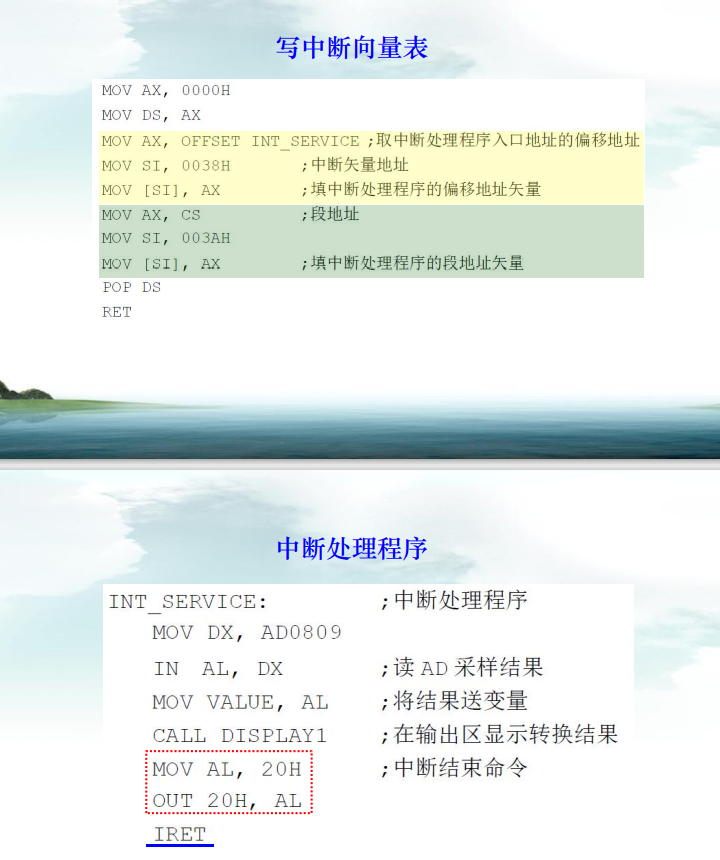 写中断向量表
MOV AX, 0000H
MOV DS, AX
MOV AX, OFFSET INT_SERVICE ;取中断处理程序入口地址的偏移地址
MOV SI, 0038H ;中断矢量地址
MOV [SI], AX ;填中断处理程序的偏移地址矢量
MOV AX, CS ;段地址
MOV SI, 003AH
MOV [SI], AX ;填中断处理程序的段地址矢量
POP DS
RET
中断处理程序
INT_SERVICE: ;中断处理程序
MOV DX, AD0809
IN AL, DX ;读 AD 采样结果
MOV VALUE, AL ;将结果送变量
CALL DISPLAY1 ;在输出区显示转换结果
MOV AL, 20H ;中断结束命令
OUT 20H, AL
IRET